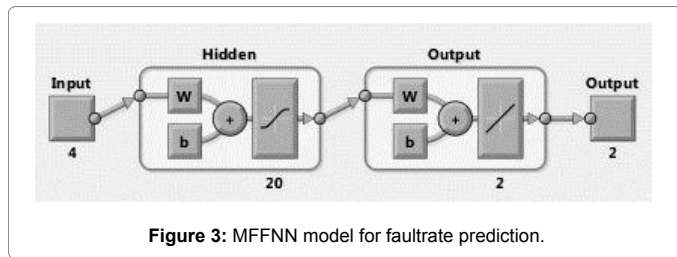 Hidden
Output
Input
Output
W
b
+
W
b
+
4
20
2
2
Figure 3: MFFNN model for faultrate prediction.